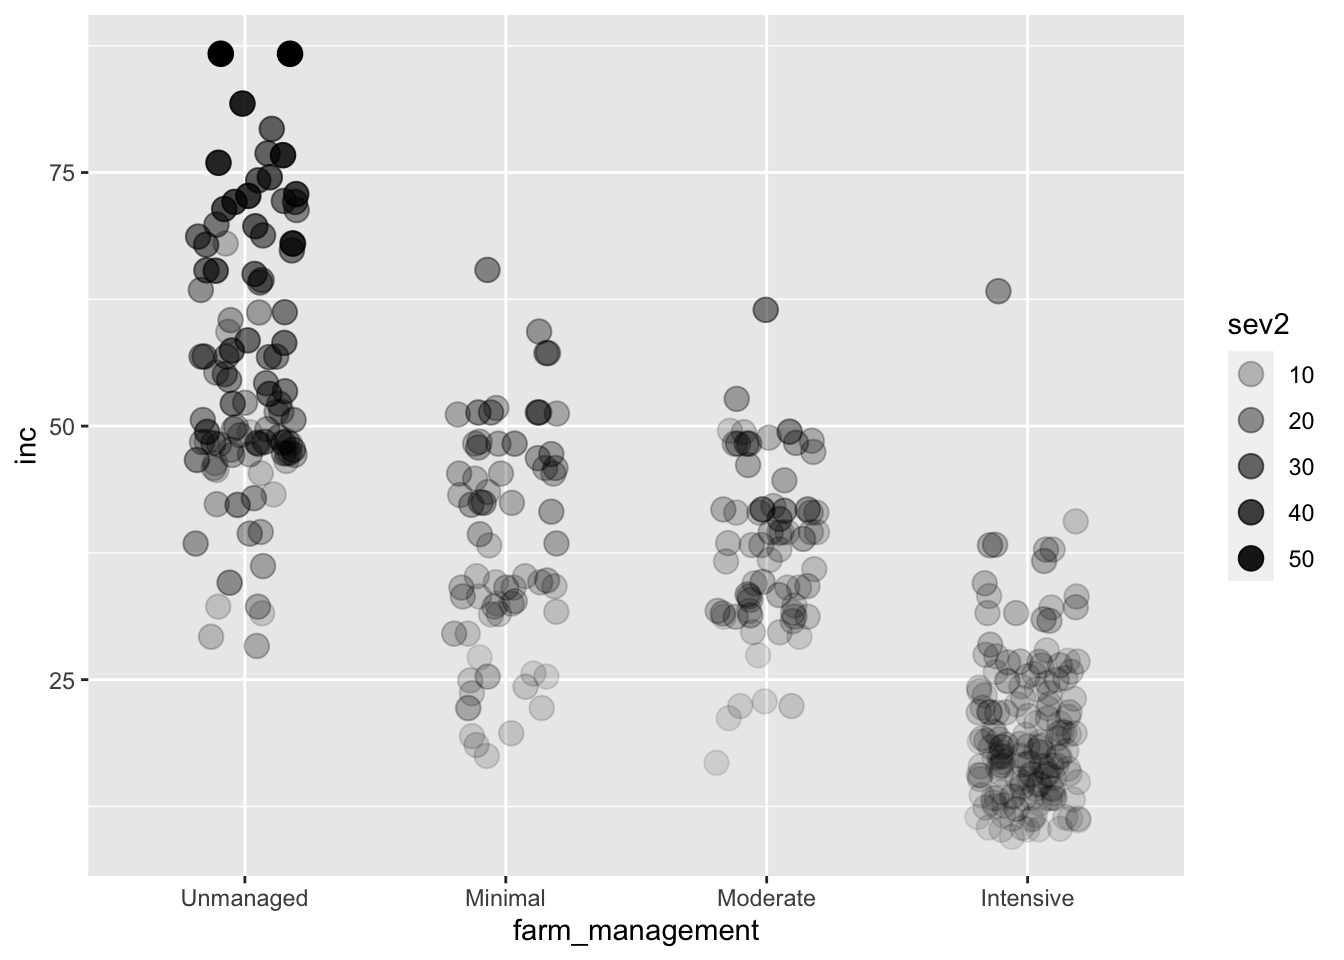 inc
75
50
25
Unmanaged
Minimal
Moderate
Intensive
farm_management
sev2
10
20
30
40
50